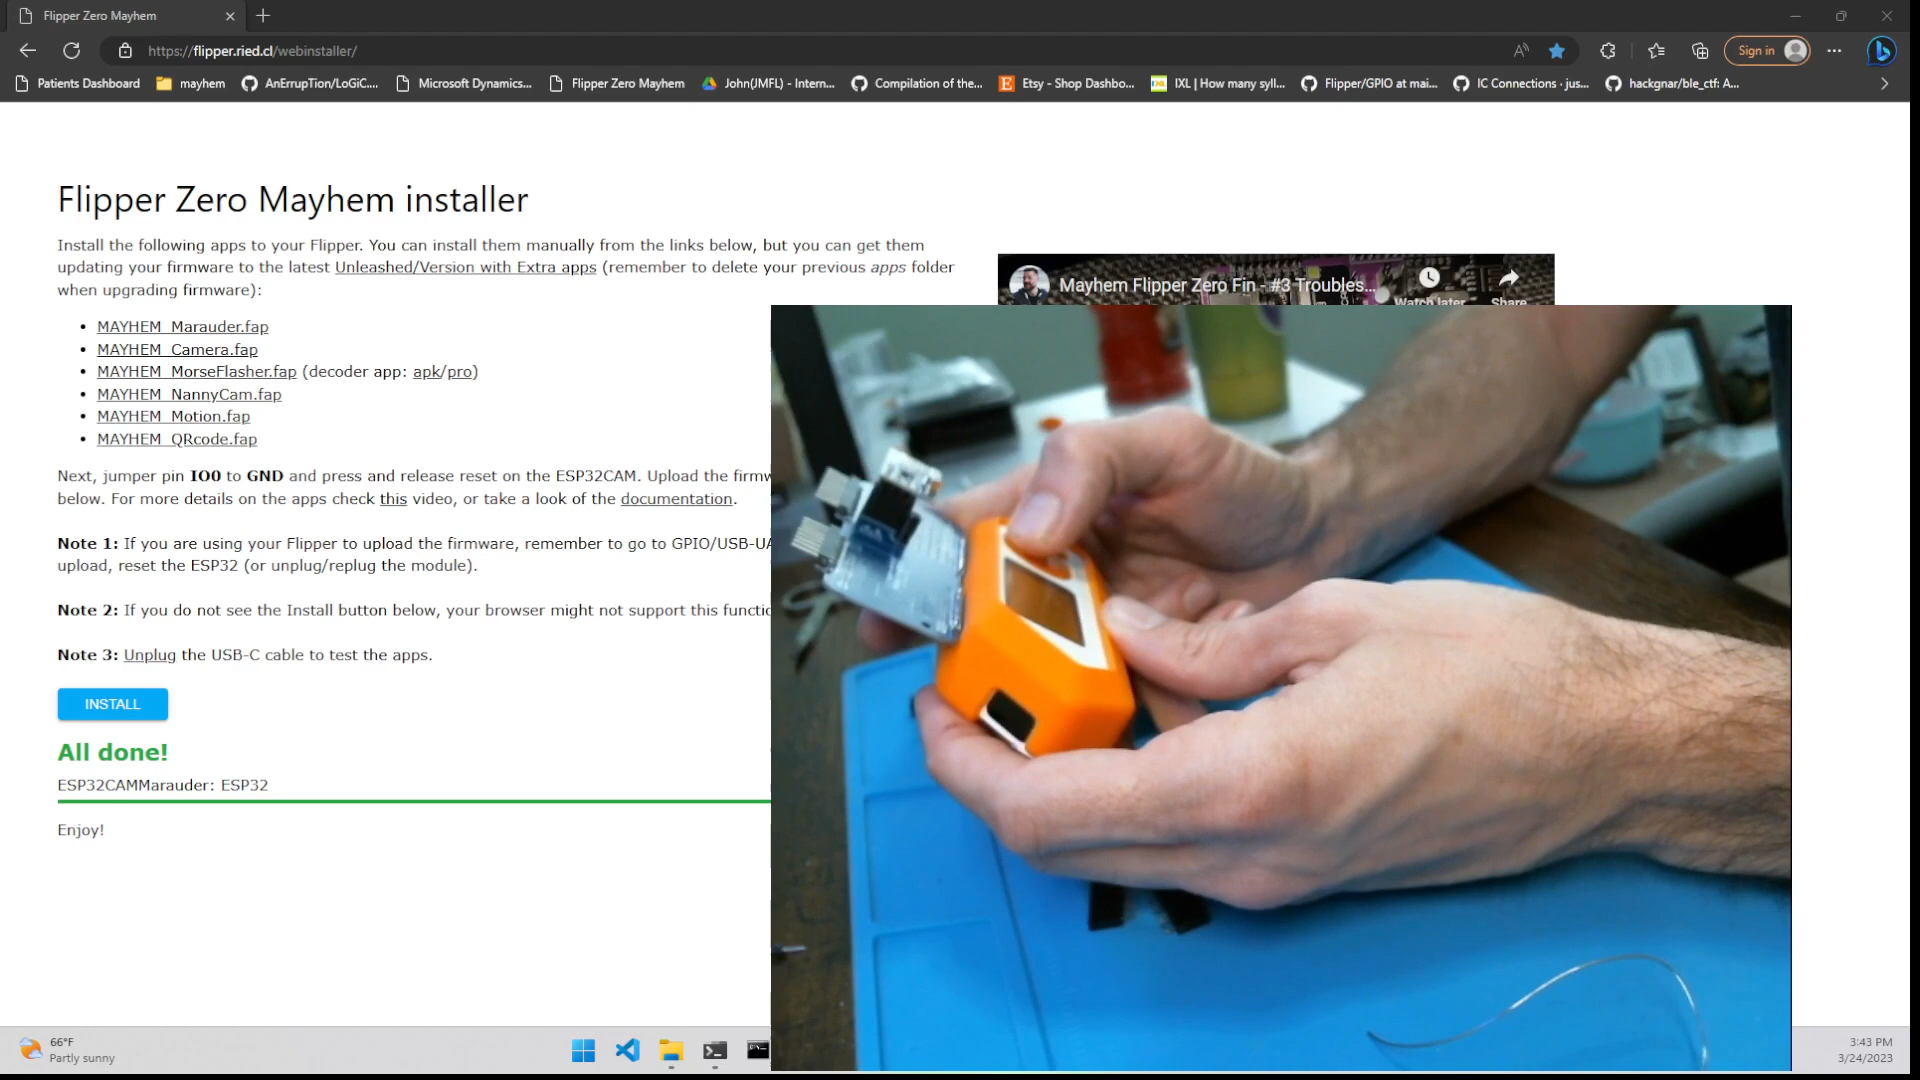 Flipper Zero Mayhem
https://flipper.ried.cl/webinstaller/
Sign in
Patients Dashboard
mayhem
AnErrupTion/LoGiC....
Microsoft Dynamics...
Flipper Zero Mayhem
John(JMFL) - Intern...
Compilation of the...
Etsy - Shop Dashbo...
IXL | How many syll...
Flipper/GPIO at mai...
IC Connections · jus...
hackgnar/ble_ctf: A...
Flipper Zero Mayhem installer
Install the following apps to your Flipper. You can install them manually from the links below, but you can get them
updating your firmware to the latest Unleashed/Version with Extra apps (remember to delete your previous apps folder
when upgrading firmware):
• MAYHEM_Marauder.fap
• MAYHEM_Camera.fap
• MAYHEM_MorseFlasher.fap (decoder app: apk/pro)
• MAYHEM_NannyCam.fap
• MAYHEM_Motion.fap
• MAYHEM_QRcode.fap
Mayhem Flipper Zero Fin - #3 Troubles...
Watch later
Share
Next, jumper pin IO0 to GND and press and release reset on the ESP32CAM. Upload the firmw
below. For more details on the apps check this video, or take a look of the documentation.
Note 1: If you are using your Flipper to upload the firmware, remember to go to GPIO/USB-UA
upload, reset the ESP32 (or unplug/replug the module).
Note 2: If you do not see the Install button below, your browser might not support this functio
Note 3: Unplug the USB-C cable to test the apps.
INSTALL
All done!
ESP32CAMMarauder: ESP32
Enjoy!
66°F
Partly sunny
3:43 PM
3/24/2023